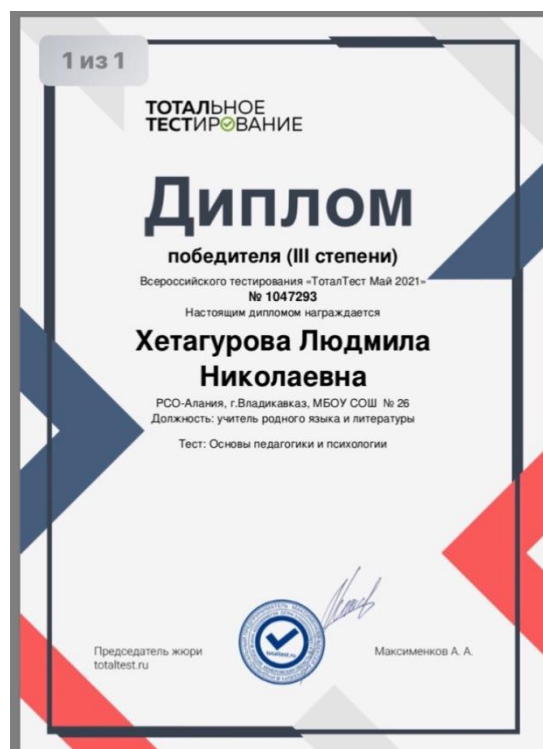 1 из 1
ТОТАЛЬНОЕ
ТЕСТИРОВАНИЕ
Диплом
победителя (III степени)
Всероссийского тестирования «ТоталТест Май 2021»
№ 1047293
Настоящим дипломом награждается
Хетагурова Людмила
Николаевна
РСО-Алания, г.Владикавказ, МБОУ СОШ № 26
Должность: учитель родного языка и литературы
Тест: Основы педагогики и психологии
Председатель жюри
totaltest.ru
totaltest.ru
Максименков А. А.